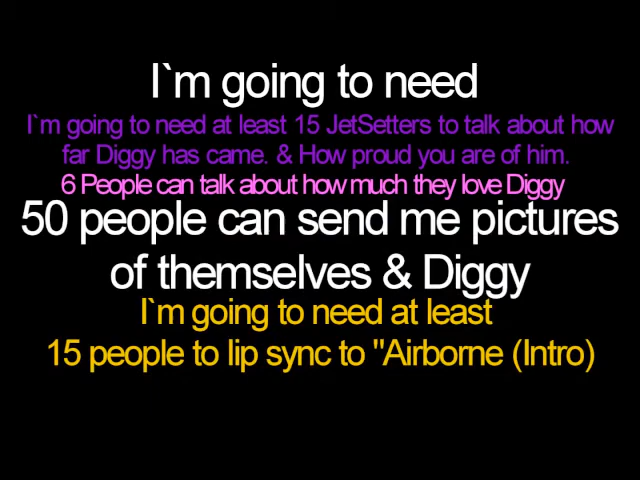 I`m going to need
I`m going to need at least 15 JetSetters to talk about how
far Diggy has came. & How proud you are of him.
6 People can talk about how much they love Diggy
50 people can send me pictures
of themselves & Diggy
I`m going to need at least
15 people to lip sync to "Airborne (Intro)